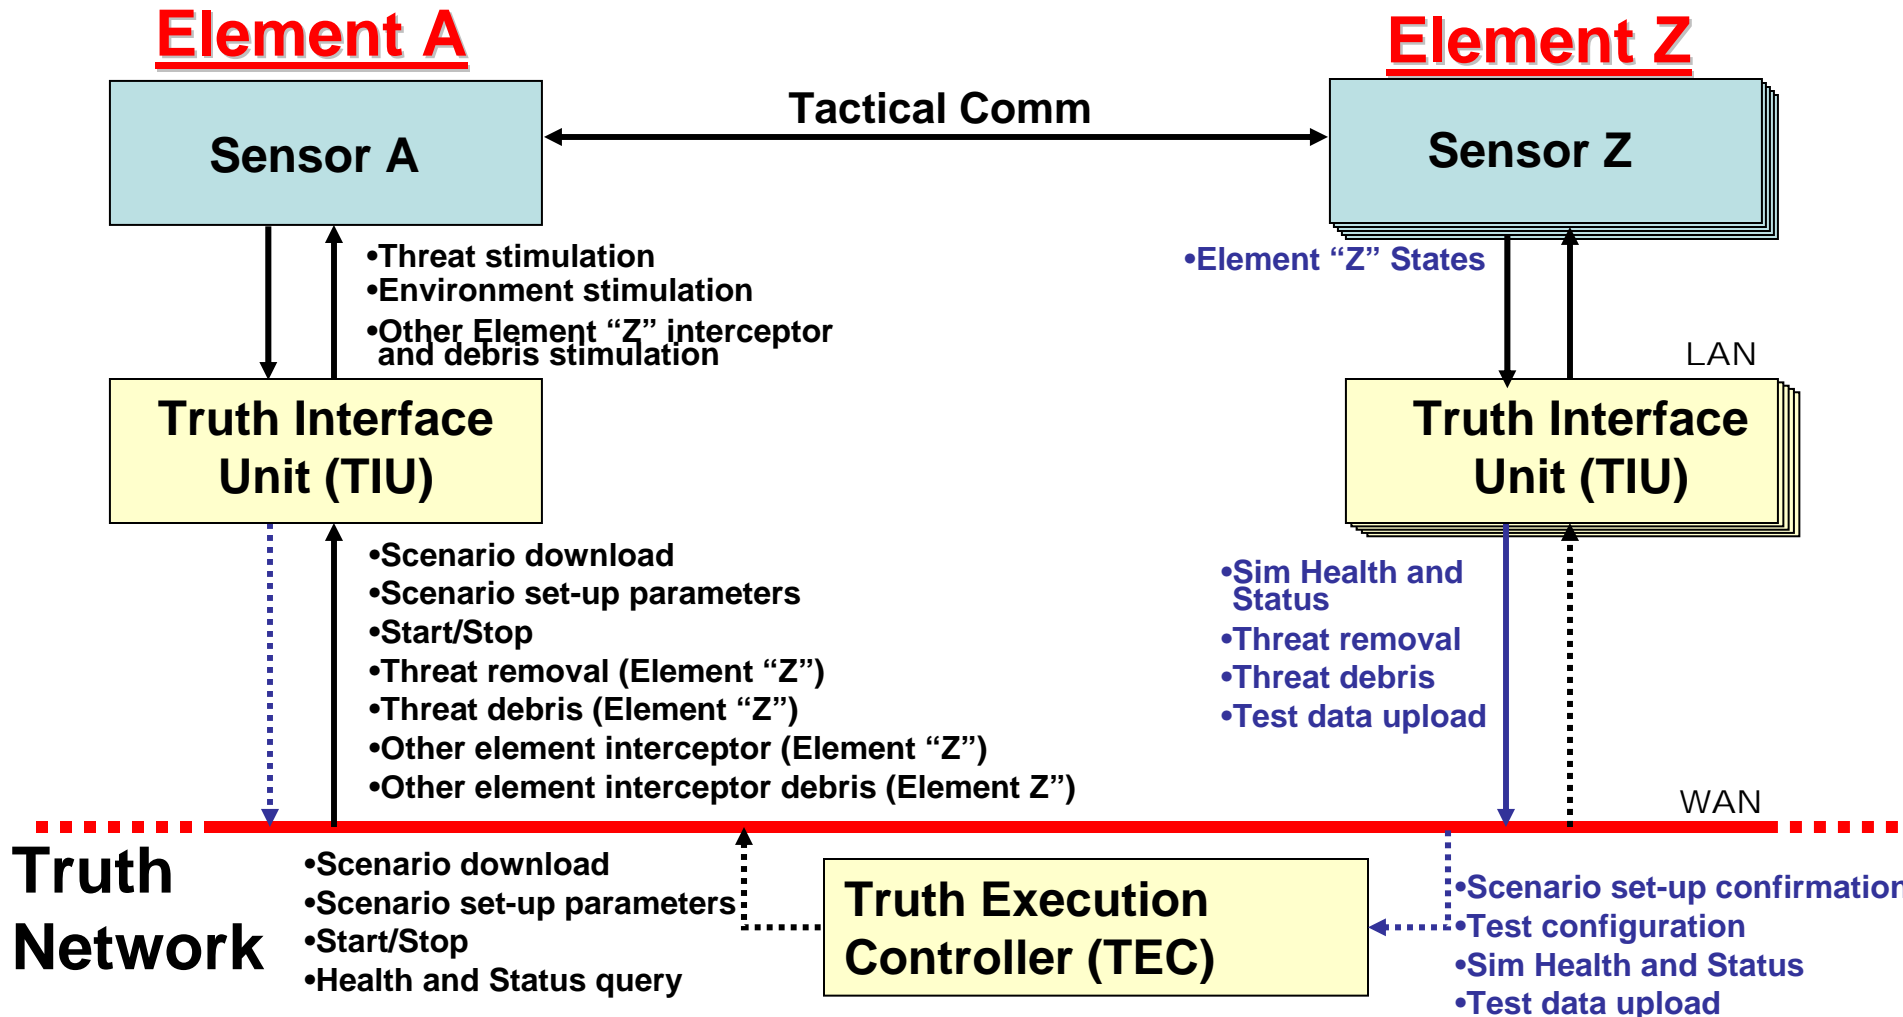 Element A
Element Z
Tactical Comm
Sensor A
Sensor Z
•Threat stimulation
•Environment stimulation
•Other Element “Z” interceptor
and debris stimulation
•Element “Z” States
LAN
Truth Interface
Unit (TIU)
Truth Interface
Unit (TIU)
•Scenario download
•Scenario set-up parameters
•Start/Stop
•Threat removal (Element “Z”)
•Threat debris (Element “Z”)
•Other element interceptor (Element “Z”)
•Other element interceptor debris (Element Z”)
•Sim Health and
Status
•Threat removal
•Threat debris
•Test data upload
WAN
Truth
Network
•Scenario download
•Scenario set-up parameters
•Start/Stop
•Health and Status query
Truth Execution
Controller (TEC)
•Scenario set-up confirmation
•Test configuration
•Sim Health and Status
•Test data upload